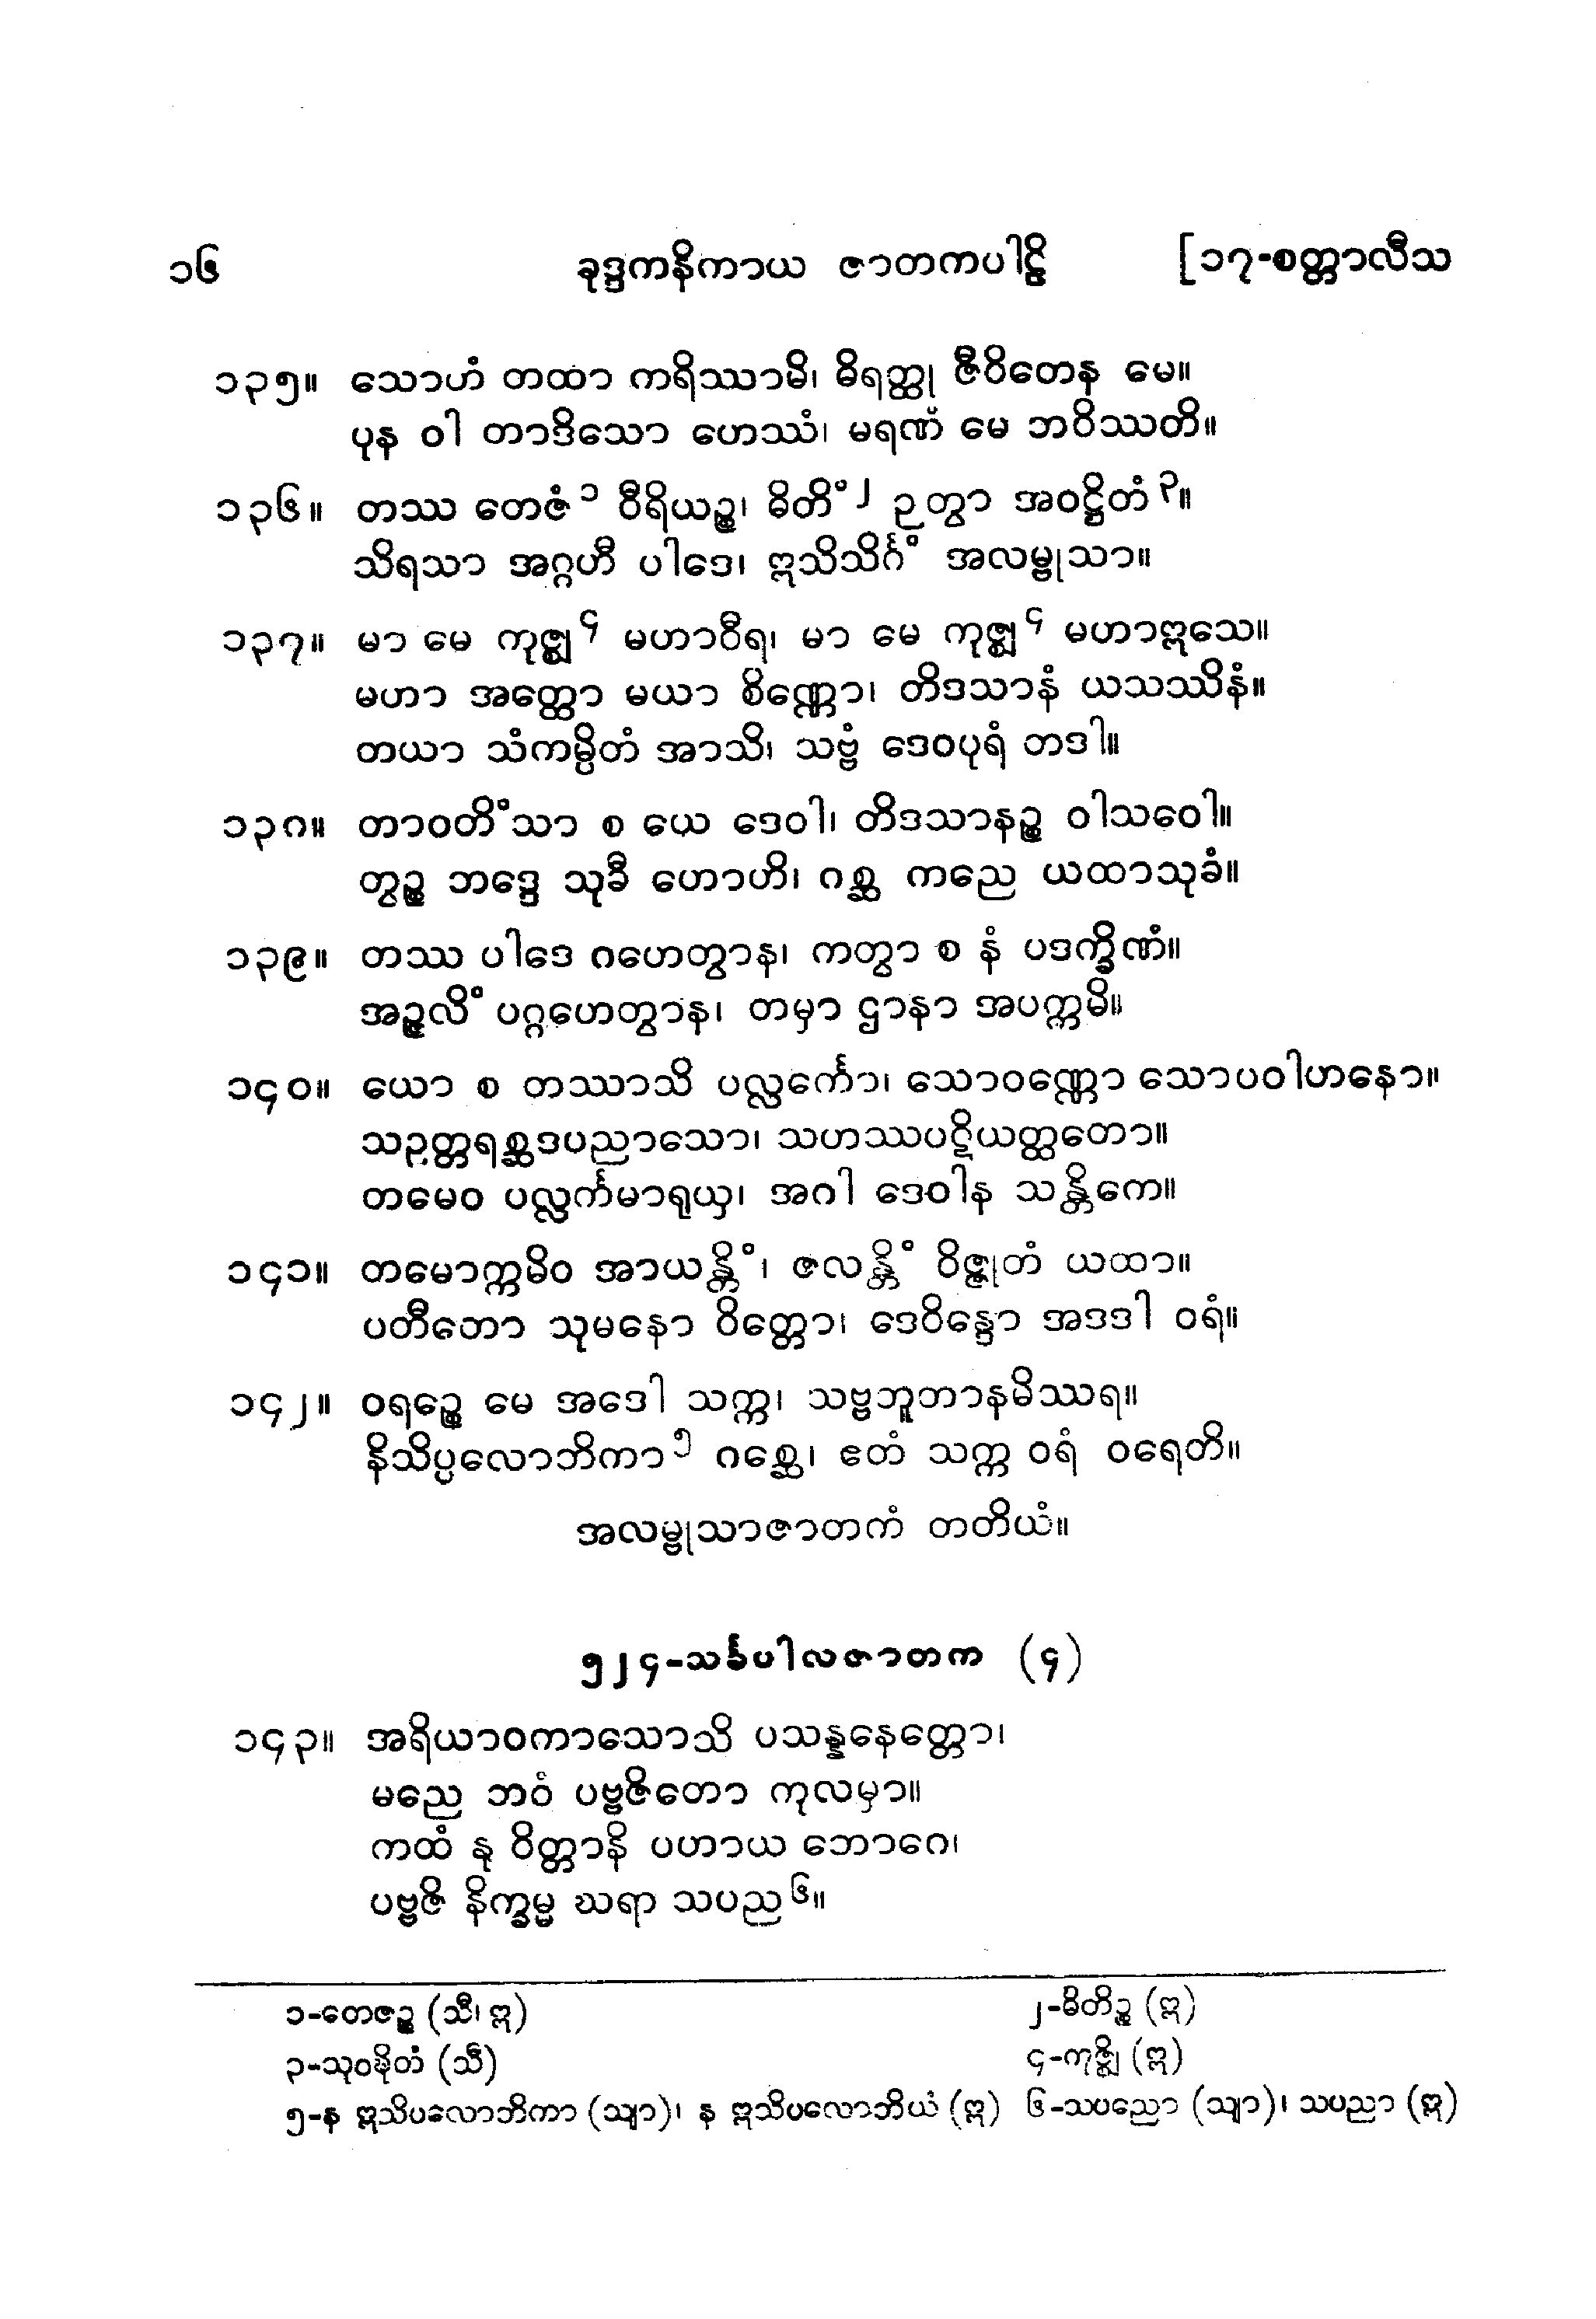 ၁၆ ခုဒ္ဒကနိကာယ ဇာတကပါဠိ [၁၇-စတ္တာလီသ
၁၃၅။ သောဟံ တထာ ကရိဿာမိ၊ ဓိရတ္ထု ဇီဝိတေန မေ။
ပုန ဝါ တာဒိသော ဟေဿံ၊ မရဏံ မေ ဘဝိဿတိ။
၁၃၆။ တဿ တေဇံ ၁ ဝီရိယဉ္စ၊ ဓိတိံ ၂ ဉတွာ အဝဋ္ဌိတံ ၃။
သိရသာ အဂ္ဂဟီ ပါဒေ၊ ဣသိသိင်္ဂံ အလမ္ဗုသာ။
၁၃၇။ မာ မေ ကုဇ္ဈ ၄ မဟာဝီရ၊ မာ မေ ကုဇ္ဈ ၄ မဟာဣသေ။
မဟာ အတ္ထော မယာ စိဏ္ဏော၊ တိဒသာနံ ယသဿိနံ။
တယာ သံကမ္ပိတံ အာသိ၊ သဗ္ဗံ ဒေဝပုရံ တဒါ။
၁၃၈။ တာဝတိံသာ စ ယေ ဒေဝါ၊ တိဒသာနဉ္စ ဝါသဝေါ။
တွဉ္စ ဘဒ္ဒေ သုခီ ဟောဟိ၊ ဂစ္ဆ ကညေ ယထာသုခံ။
၁၃၉။ တဿ ပါဒေ ဂဟေတွာန၊ ကတွာ စ နံ ပဒက္ခိဏံ။
အဉ္ဇလိံ ပဂ္ဂဟေတွာန၊ တမှာ ဌာနာ အပက္ကမိ။
၁၄၀။ ယော စ တဿာသိ ပလ္လင်္ကော၊ သောဝဏ္ဏော သောပဝါဟနော။
သဥတ္တရစ္ဆဒပညာသော၊ သဟဿပဋိယတ္ထတော။
တမေဝ ပလ္လင်္ကမာရုယှ၊ အဂါ ဒေဝါန သန္တိကေ။
၁၄၁။ တမောက္ကမိဝ အာယန္တိံ၊ ဇလန္တိံ ဝိဇ္ဇုတံ ယထာ။
ပတီတော သုမနော ဝိတ္တော၊ ဒေဝိန္ဒော အဒဒါ ဝရံ။
၁၄၂။ ဝရဉ္စေ မေ အဒေါ သက္က၊ သဗ္ဗဘူတာနမိဿရ။
နိသိပ္ပလောဘိကာ ၅ ဂစ္ဆေ၊ ဧတံ သက္က ဝရံ ဝရေတိ။
အလမ္ဗုသာဇာတကံ တတိယံ။
၅၂၄-သင်္ခပါလဇာတက (၄)
၁၄၃။ အရိယာဝကာသောသိ ပသန္နနေတ္တော၊
မညေ ဘဝံ ပဗ္ဗဇိတော ကုလမှာ။
ကထံ နု ဝိတ္တာနိ ပဟာယ ဘောဂေ၊
ပဗ္ဗဇိ နိက္ခမ္မ ဃရာ သပည ၆။
၁-တေဇဉ္စ (သီ၊ ဣ) ၂-ဓိတိဉ္စ (ဣ)
၃-သုဝဍ္ဎိတံ (သီ) ၄-ကုဇ္ဈိ (ဣ)
၅-န ဣသိပလောဘိကာ (သျာ)၊ န ဣသိပလောဘိယံ (ဣ) ၆-သပညော (သျာ)၊ သပညာ (ဣ)